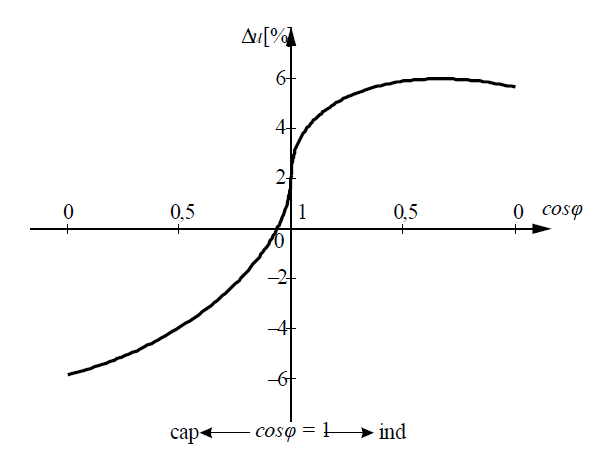 Δu[%]
6
4
2
0 0,5 1 0,5 0 cosφ
0
–2
–4
–6
cap cosφ = 1 ind